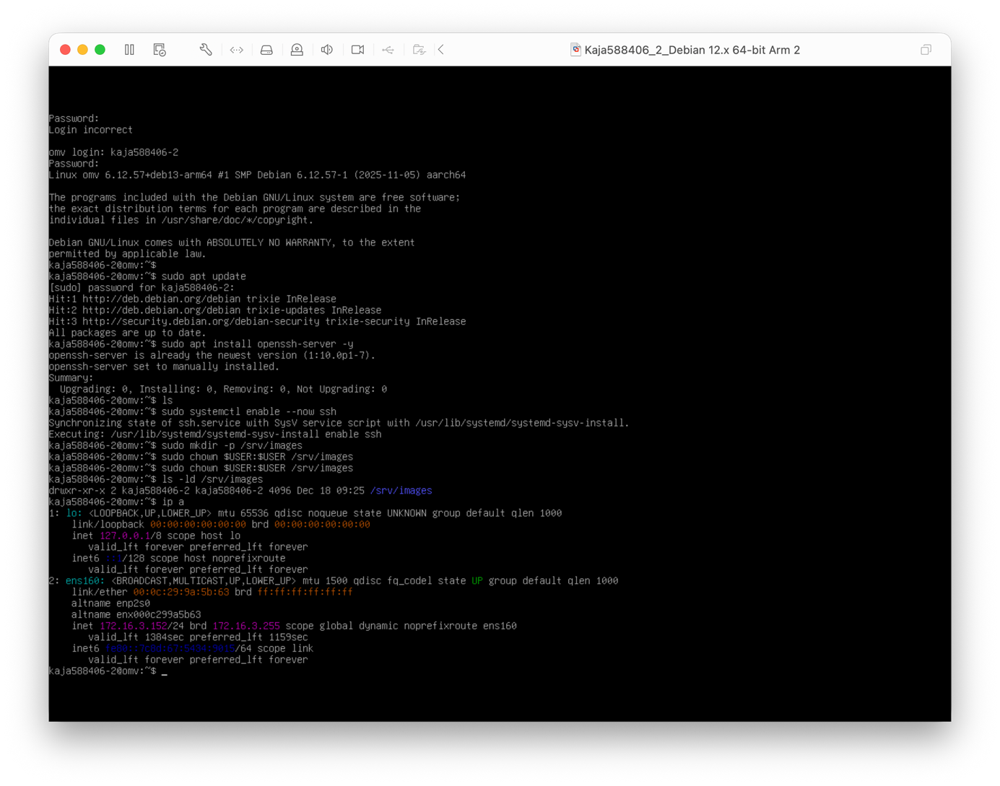 Kaja588406_2_Debian 12.x 64-bit Arm 2
Password:
Login incorrect
omv login: kaja588406-2
Password:
Linux omv 6.12.57+deb13-arm64 #1 SMP Debian 6.12.57-1 (2025-11-05) aarch64
The programs included with the Debian GNU/Linux system are free software;
the exact distribution terms for each program are described in the
individual files in /usr/share/doc/*/copyright.
Debian GNU/Linux comes with ABSOLUTELY NO WARRANTY, to the extent
permitted by applicable law.
kaja588406-2@omv:~$
kaja588406-2@omv:~$ sudo apt update
[sudo] password for kaja588406-2:
Hit:1 http://deb.debian.org/debian trixie InRelease
Hit:2 http://deb.debian.org/debian trixie-updates InRelease
Hit:3 http://security.debian.org/debian-security trixie-security InRelease
All packages are up to date.
kaja588406-2@omv:~$ sudo apt install openssh-server -y
openssh-server is already the newest version (1:10.0p1-7).
openssh-server set to manually installed.
Summary:
  Upgrading: 0, Installing: 0, Removing: 0, Not Upgrading: 0
kaja588406-2@omv:~$ ls
kaja588406-2@omv:~$ sudo systemctl enable --now ssh
Synchronizing state of ssh.service with SysV service script with /usr/lib/systemd/systemd-sysv-install.
Executing: /usr/lib/systemd/systemd-sysv-install enable ssh
kaja588406-2@omv:~$ sudo mkdir -p /srv/images
kaja588406-2@omv:~$ sudo chown $USER:$USER /srv/images
kaja588406-2@omv:~$ sudo chown $USER:$USER /srv/images
kaja588406-2@omv:~$ ls -ld /srv/images
drwxr-xr-x 2 kaja588406-2 kaja588406-2 4096 Dec 18 09:25 /srv/images
kaja588406-2@omv:~$ ip a
1: lo: <LOOPBACK,UP,LOWER_UP> mtu 65536 qdisc noqueue state UNKNOWN group default qlen 1000
    link/loopback 00:00:00:00:00:00 brd 00:00:00:00:00:00
    inet 127.0.0.1/8 scope host lo
       valid_lft forever preferred_lft forever
    inet6 ::1/128 scope host noprefixroute
       valid_lft forever preferred_lft forever
2: ens160: <BROADCAST,MULTICAST,UP,LOWER_UP> mtu 1500 qdisc fq_codel state UP group default qlen 1000
    link/ether 00:0c:29:9a:5b:63 brd ff:ff:ff:ff:ff:ff
    altname enp2s0
    altname enx000c299a5b63
    inet 172.16.3.152/24 brd 172.16.3.255 scope global dynamic noprefixroute ens160
       valid_lft 1384sec preferred_lft 1159sec
    inet6 /64 scope link
       valid_lft forever preferred_lft forever
kaja588406-2@omv:~$ _